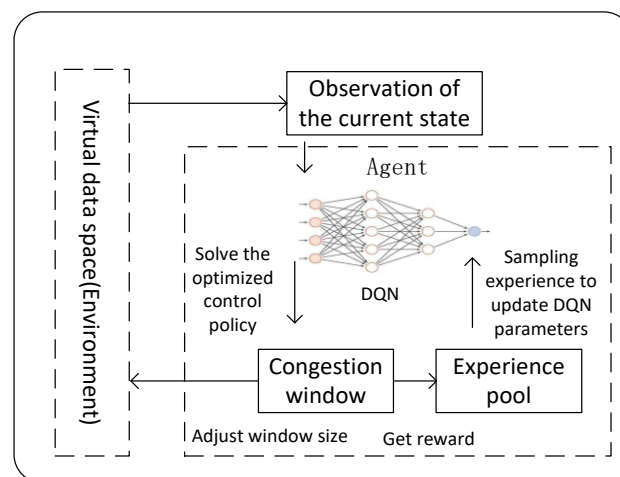 Virtual data space(Environment)
Observation of
the current state
Agent
Solve the
optimized
control
policy
DQN
Sampling
experience to
update DQN
parameters
Congestion
window
Experience
pool
Adjust window size
Get reward